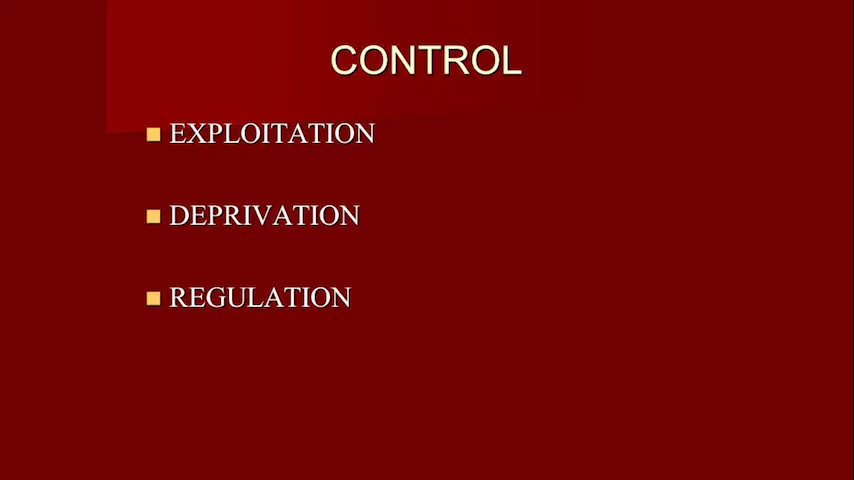 CONTROL
EXPLOITATION
DEPRIVATION
REGULATION